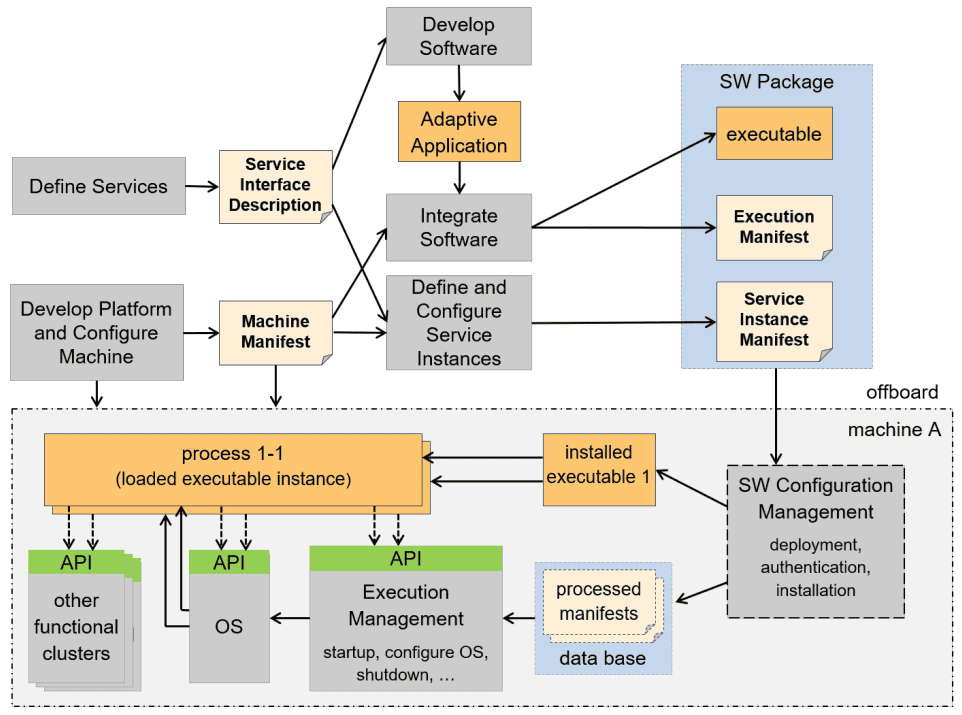 Develop
Software
SW Package
Adaptive
Application
executable
Define Services
Service
Interface
Description
Integrate
Software
Execution
Manifest
Develop Platform
and Configure
Machine
Machine
Manifest
Define and
Configure
Service
Instances
Service
Instance
Manifest
offboard
machine A
process 1-1
(loaded executable instance)
installed
executable 1
SW Configuration
Management
deployment,
authentication,
installation
API
other
functional
clusters
API
OS
API
Execution
Management
startup, configure OS,
shutdown, …
processed
manifests
data base